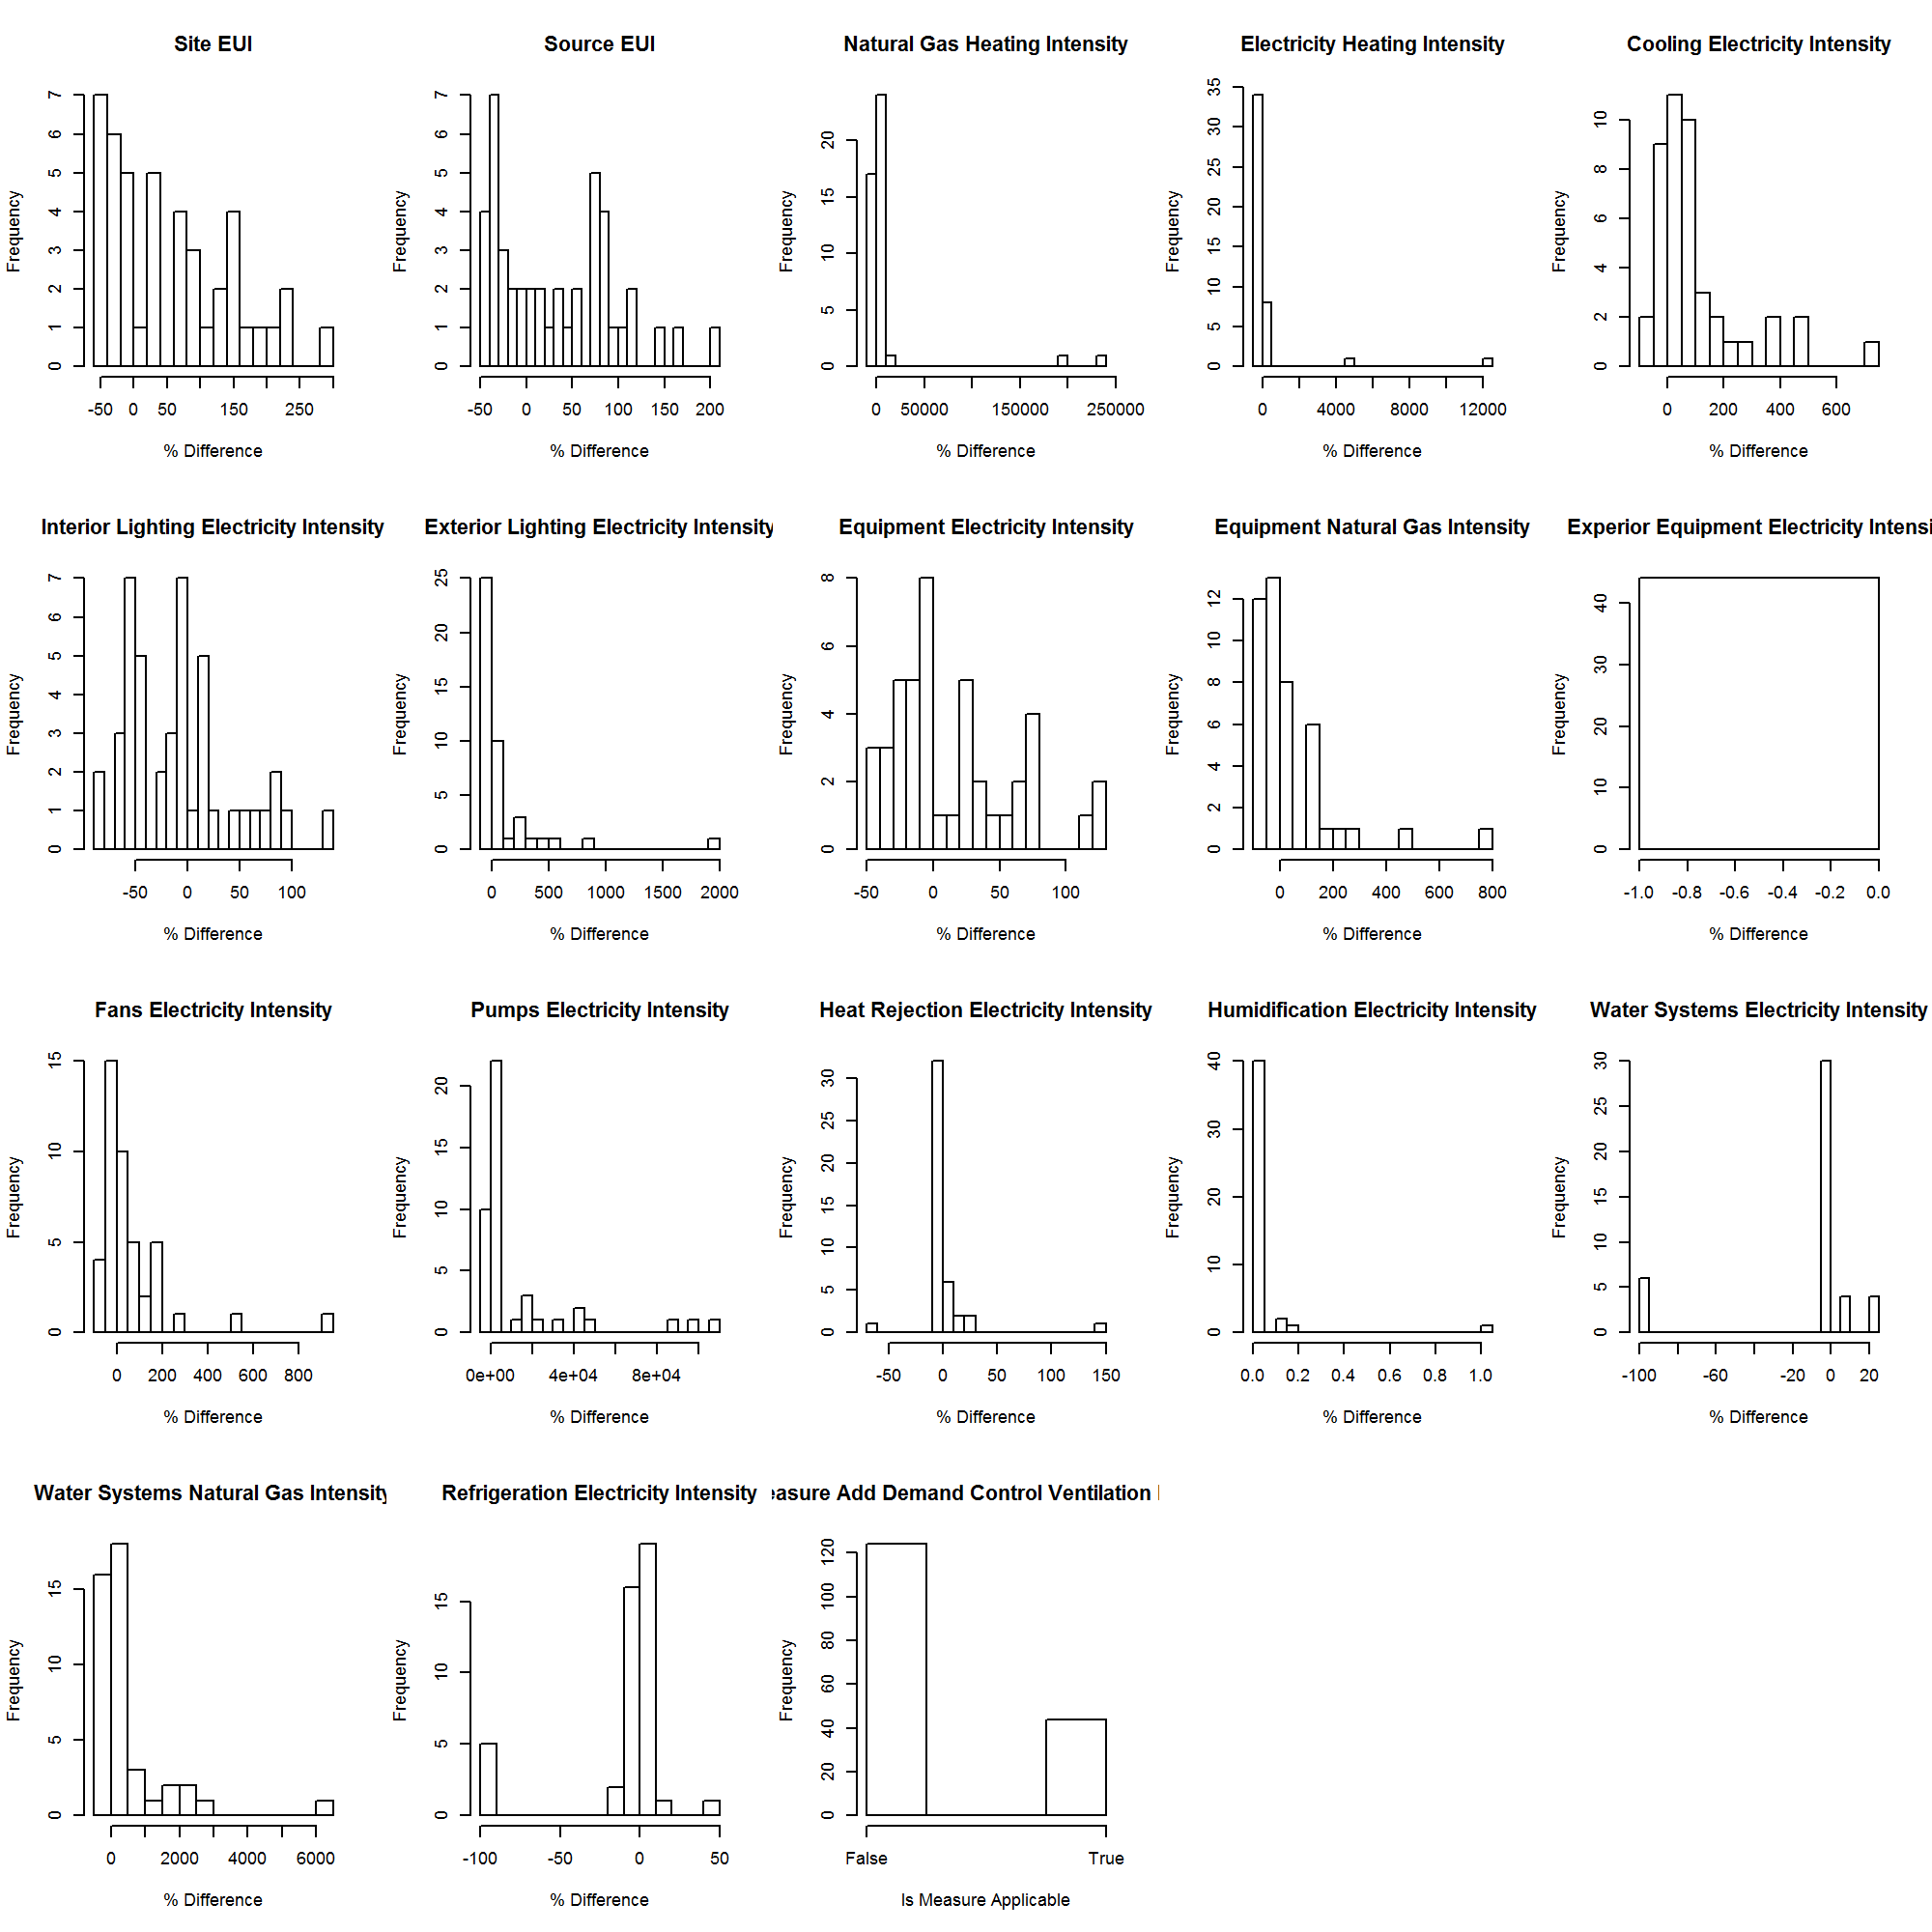 Site EUI
Frequency
0 1 2 3 4 5 6 7
-50 0 50 150 250
% Difference
Source EUI
Frequency
0 1 2 3 4 5 6 7
-50 0 50 100 150 200
% Difference
Natural Gas Heating Intensity
Frequency
0 5 10 15 20
0 50000 150000 250000
% Difference
Electricity Heating Intensity
Frequency
0 5 10 15 20 25 30 35
0 4000 8000 12000
% Difference
Cooling Electricity Intensity
Frequency
0 2 4 6 8 10
0 200 400 600
% Difference
Interior Lighting Electricity Intensity
Frequency
0 1 2 3 4 5 6 7
-50 0 50 100
% Difference
Exterior Lighting Electricity Intensity
Frequency
0 5 10 15 20 25
0 500 1000 1500 2000
% Difference
Equipment Electricity Intensity
Frequency
0 2 4 6 8
-50 0 50 100
% Difference
Equipment Natural Gas Intensity
Frequency
0 2 4 6 8 10 12
0 200 400 600 800
% Difference
Experior Equipment Electricity Intensi
Frequency
0 10 20 30 40
-1.0 -0.8 -0.6 -0.4 -0.2 0.0
% Difference
Fans Electricity Intensity
Frequency
0 5 10 15
0 200 400 600 800
% Difference
Pumps Electricity Intensity
Frequency
0 5 10 15 20
0e+00 4e+04 8e+04
% Difference
Heat Rejection Electricity Intensity
Frequency
0 5 10 15 20 25 30
-50 0 50 100 150
% Difference
Humidification Electricity Intensity
Frequency
0 10 20 30 40
0.0 0.2 0.4 0.6 0.8 1.0
% Difference
Water Systems Electricity Intensity
Frequency
0 5 10 15 20 25 30
-100 -60 -20 0 20
% Difference
Water Systems Natural Gas Intensity
Frequency
0 5 10 15
0 2000 4000 6000
% Difference
Refrigeration Electricity Intensity
Frequency
0 5 10 15
-100 -50 0 50
% Difference
easure Add Demand Control Ventilation
Frequency
0 20 40 60 80 100 120
False True
Is Measure Applicable